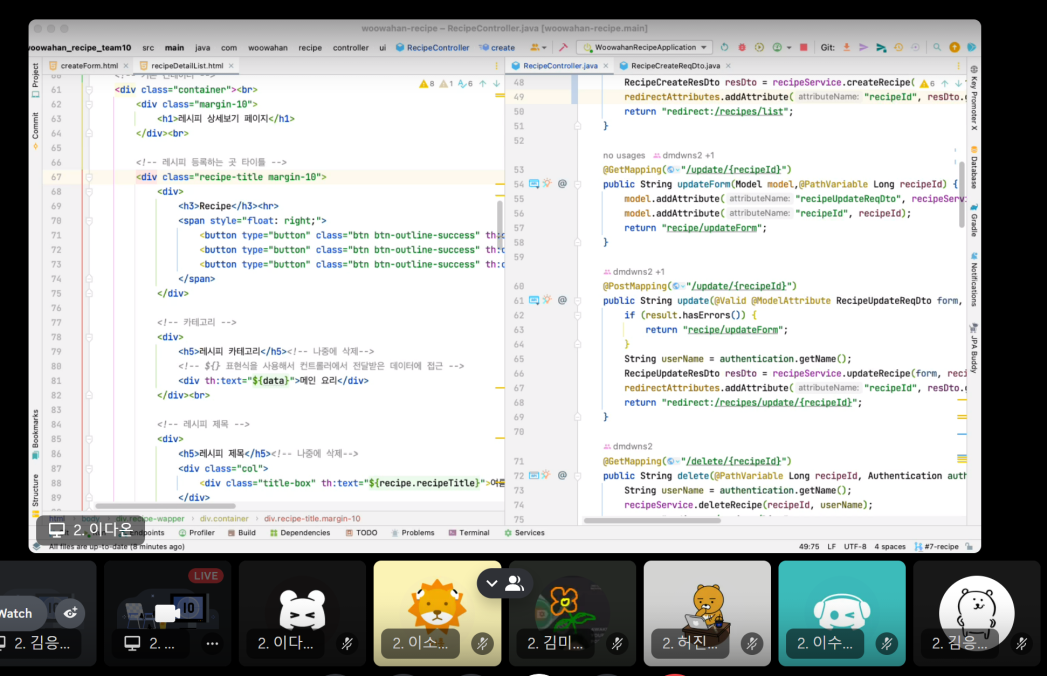 woowahan-recipe – RecipeController.java [woowahan-recipe.main]
woowahan_recipe_team10 src main java com woowahan recipe controller ui RecipeController create WoowahanRecipeApplication Git:
createForm.html recipeDetailList.html
RecipeController.java RecipeCreateReqDto.java
Project
Commit
Bookmarks
Structure
8 1 6
61 <div class="container"><br>
62 <div class="margin-10">
63 <h1>레시피 상세보기 페이지</h1>
64 </div><br>
65
66 <!-- 레시피 등록하는 곳 타이틀 -->
67 <div class="recipe-title margin-10">
68 <div>
69 <h3>Recipe</h3><hr>
70 <span style="float: right;">
71 <button type="button" class="btn btn-outline-success" th:
72 <button type="button" class="btn btn-outline-success" th:
73 <button type="button" class="btn btn-outline-success" th:
74 </span>
75 </div>
76
77 <!-- 카테고리 -->
78 <div>
79 <h5>레시피 카테고리</h5><!-- 나중에 삭제-->
80 <!-- ${} 표현식을 사용해서 컨트롤러에서 전달받은 데이터에 접근 -->
81 <div th:text="${data}">메인 요리</div>
82 </div><br>
83
84 <!-- 레시피 제목 -->
85 <div>
86 <h5>레시피 제목</h5><!-- 나중에 삭제-->
87 <div class="col">
88 <div class="title-box" th:text="${recipe.recipeTitle}">여름
89 </div>
html body div.recipe-wapper div.container div.recipe-title.margin-10
48 RecipeCreateResDto resDto = recipeService.createRecipe( 6
49 redirectAttributes.addAttribute( attributeName: "recipeId", resDto.
50 return "redirect:/recipes/list";
51 }
52
no usages dmdwns2 +1
53 @GetMapping("/update/{recipeId}")
54 public String updateForm(Model model,@PathVariable Long recipeId) {
55 model.addAttribute( attributeName: "recipeUpdateReqDto", recipeServ
56 model.addAttribute( attributeName: "recipeId", recipeId);
57 return "recipe/updateForm";
58 }
59
dmdwns2 +1
60 @PostMapping("/update/{recipeId}")
61 public String update(@Valid @ModelAttribute RecipeUpdateReqDto form,
62 if (result.hasErrors()) {
63 return "recipe/updateForm";
64 }
65 String userName = authentication.getName();
66 RecipeUpdateResDto resDto = recipeService.updateRecipe(form, reci
67 redirectAttributes.addAttribute( attributeName: "recipeId", resDto.
68 return "redirect:/recipes/update/{recipeId}";
69 }
70
dmdwns2
71 @GetMapping("/delete/{recipeId}")
72 public String delete(@PathVariable Long recipeId, Authentication auth
73 String userName = authentication.getName();
74 recipeService.deleteRecipe(recipeId, userName);
75
Key Promoter X
Database
Gradle
Notifications
JPA Buddy
Endpoints Profiler Build Dependencies TODO Problems Terminal Services
All files are up-to-date (8 minutes ago)
49:75 LF UTF-8 4 spaces #7-recipe
2. 이다온
Watch
LIVE
2. 김응...
2. ...
2. 이다...
2. 이소...
2. 김미...
2. 허진...
2. 이수...
2. 김응...